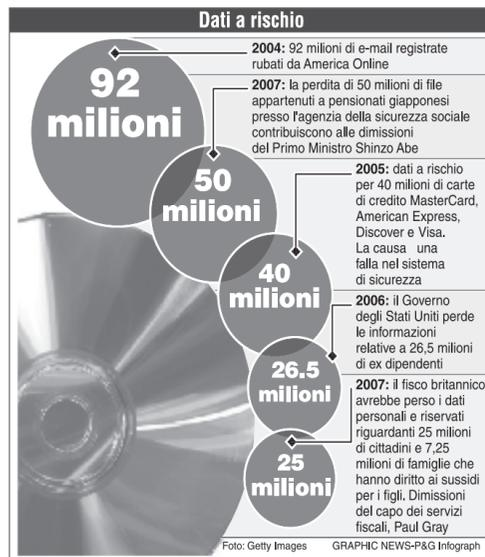 Dati a rischio
92
milioni
2004: 92 milioni di e-mail registrate
rubati da America Online
50
milioni
2007: la perdita di 50 milioni di file
appartenuti a pensionati giapponesi
presso l'agenzia della sicurezza sociale
contribuiscono alle dimissioni
del Primo Ministro Shinzo Abe
40
milioni
2005: dati a rischio
per 40 milioni di carte
di credito MasterCard,
American Express,
Discover e Visa.
La causa una
falla nel sistema
di sicurezza
26.5
milioni
2006: il Governo
degli Stati Uniti perde
le informazioni
relative a 26,5 milioni
di ex dipendenti
25
milioni
2007: il fisco britannico
avrebbe perso i dati
personali e riservati
riguardanti 25 milioni
di cittadini e 7,25
milioni di famiglie che
hanno diritto ai sussidi
per i figli. Dimissioni
del capo dei servizi
fiscali, Paul Gray
Foto: Getty Images
GRAPHIC NEWS-P&G Infograph